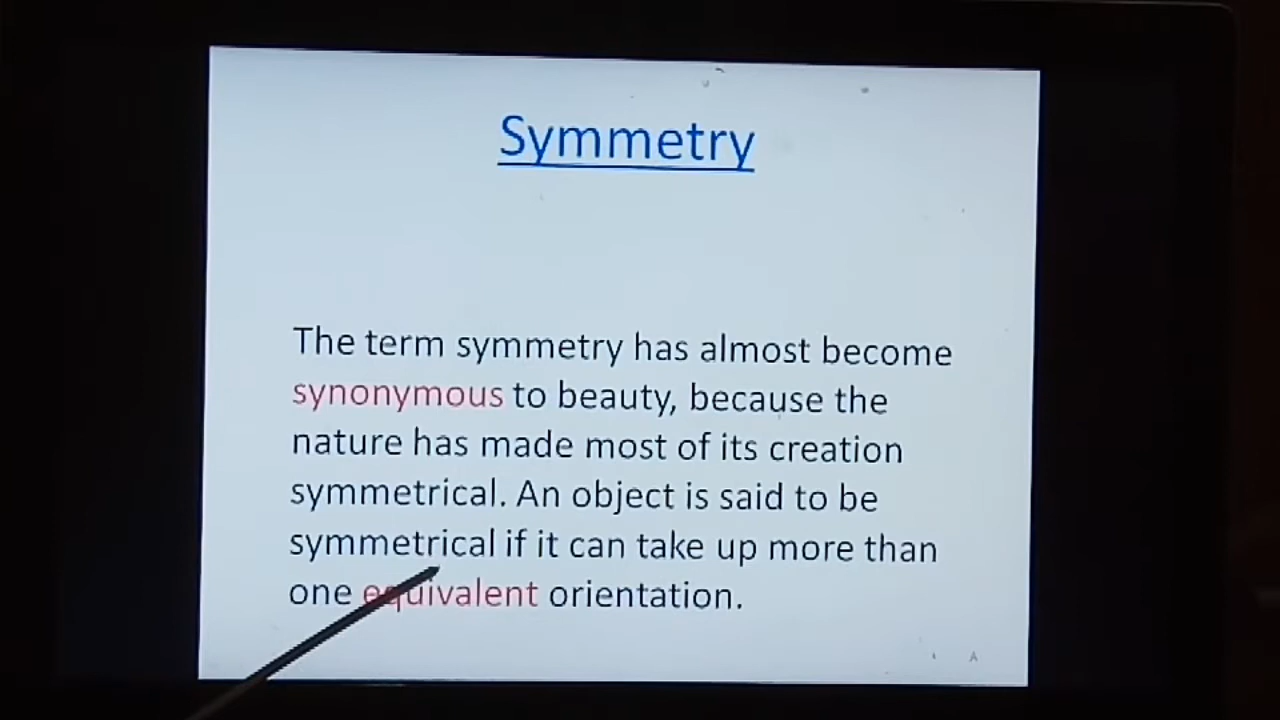 Symmetry
The term symmetry has almost become
synonymous to beauty, because the
nature has made most of its creation
symmetrical. An object is said to be
symmetrical if it can take up more than
one equivalent orientation.
A